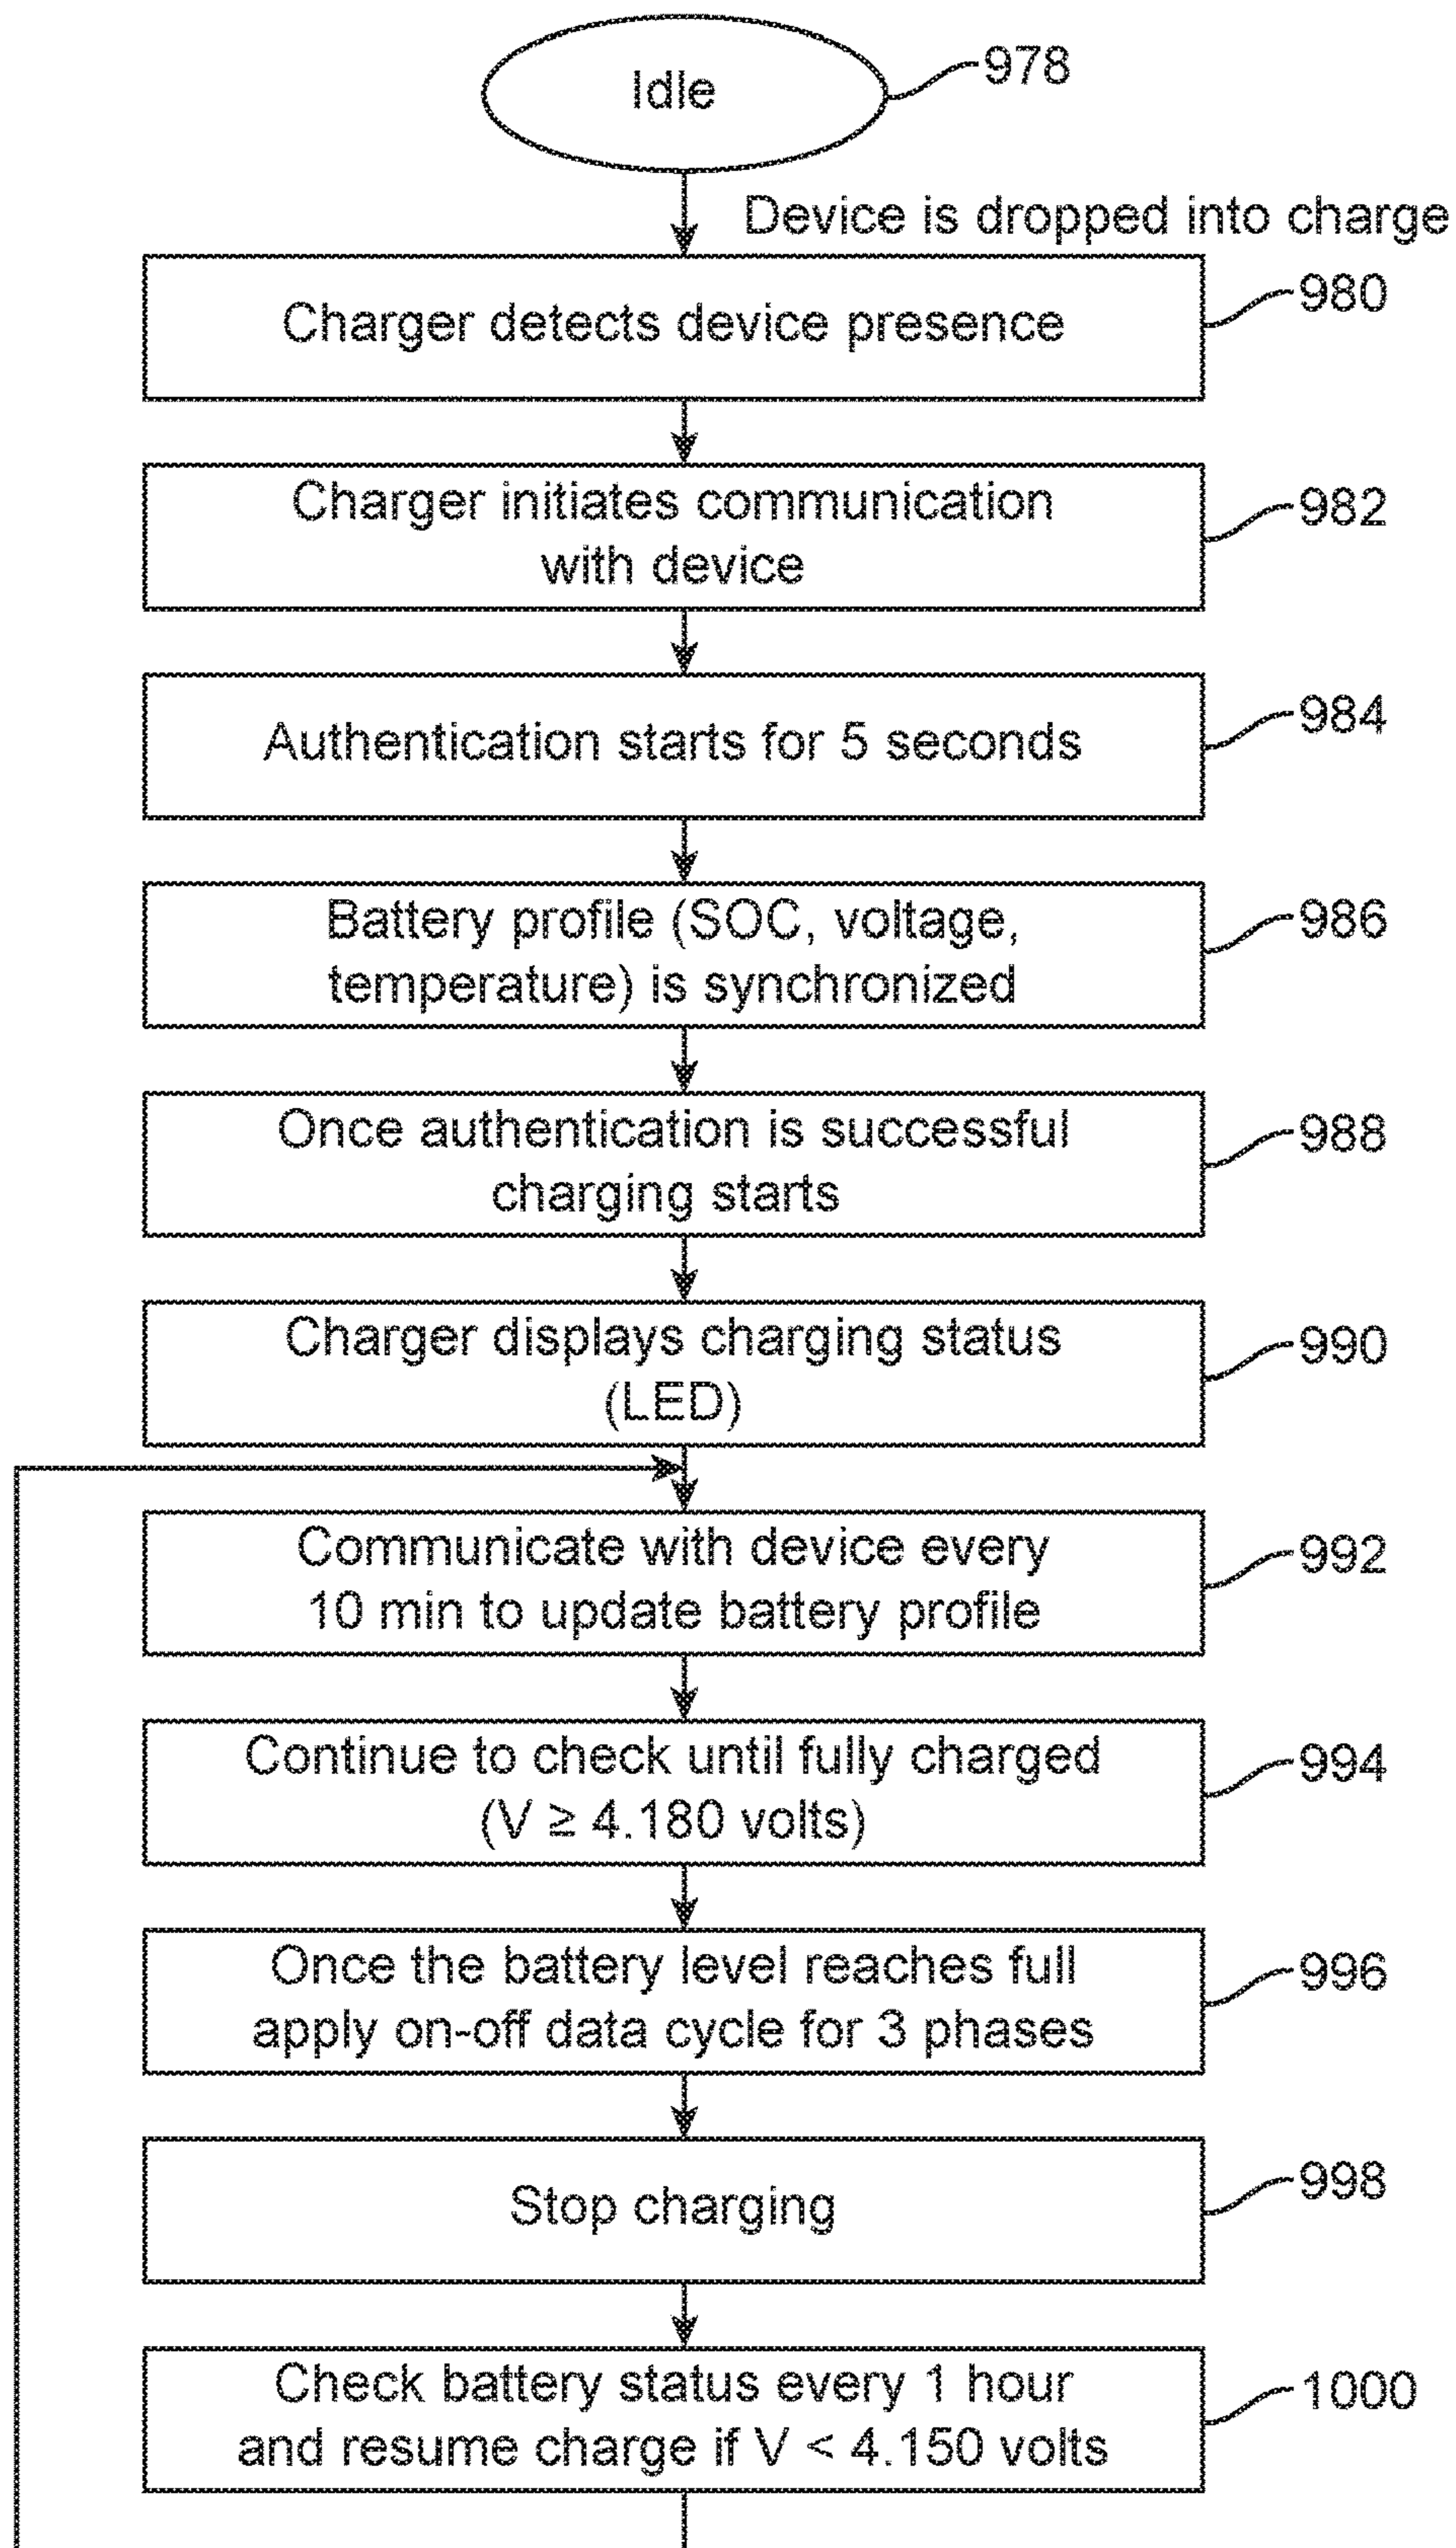 Idle
978
Device is dropped into charge
Charger detects device presence
980
Charger initiates communication
with device
982
Authentication starts for 5 seconds
984
Battery profile (SOC, voltage,
temperature) is synchronized
986
Once authentication is successful
charging starts
988
Charger displays charging status
(LED)
990
Communicate with device every
10 min to update battery profile
992
Continue to check until fully charged
(V ≥ 4.180 volts)
994
Once the battery level reaches full
apply on-off data cycle for 3 phases
996
Stop charging
998
Check battery status every 1 hour
and resume charge if V < 4.150 volts
1000